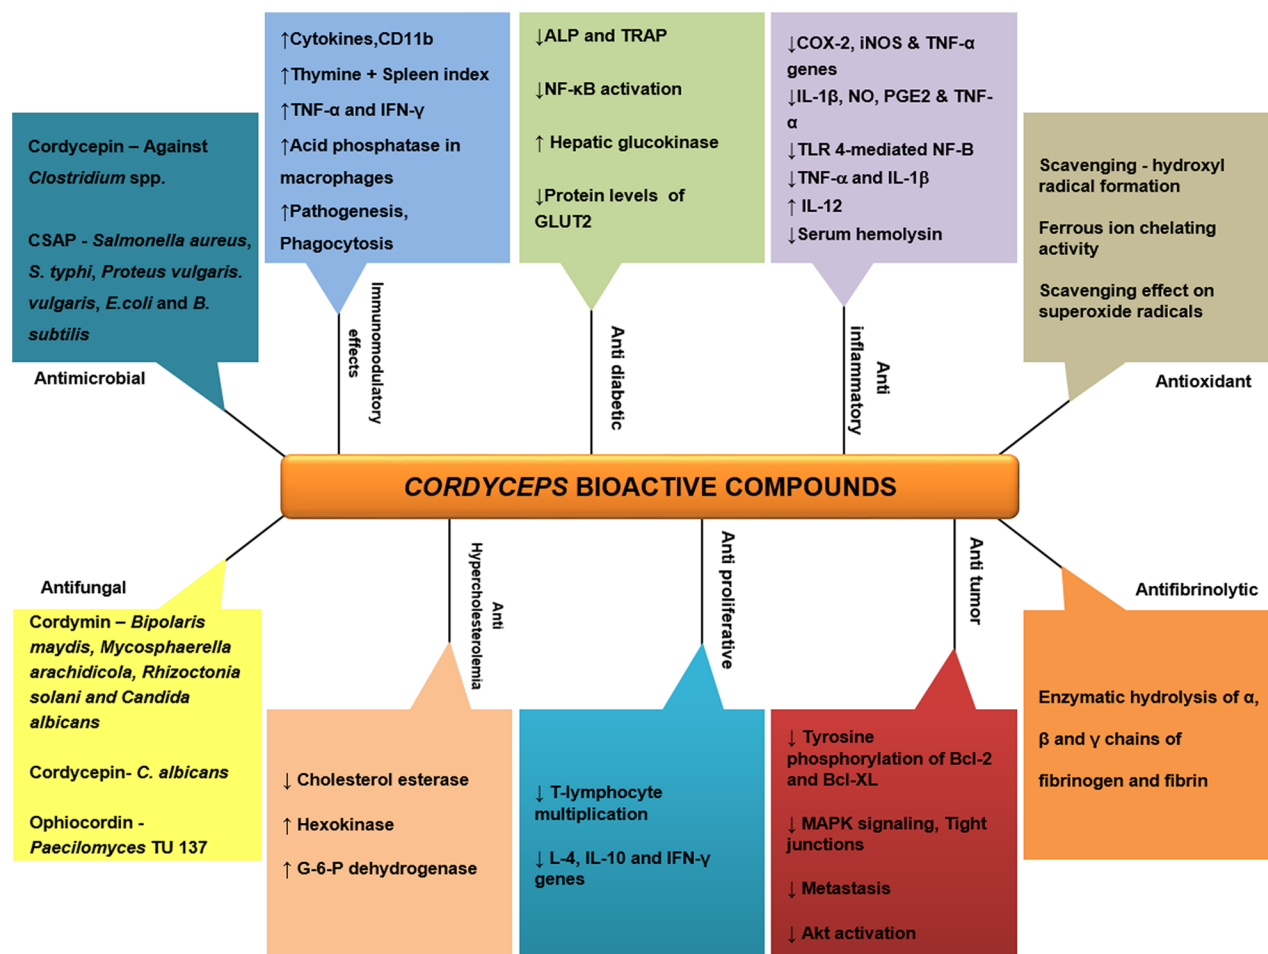 Cordycepin – Against
Clostridium spp.
CSAP - Salmonella aureus,
S. typhi, Proteus vulgaris.
vulgaris, E.coli and B.
subtilis
Antimicrobial
↑Cytokines,CD11b
↑Thymine + Spleen index
↑TNF-α and IFN-γ
↑Acid phosphatase in
macrophages
↑Pathogenesis,
Phagocytosis
Immunomodulatory
effects
↓ALP and TRAP
↓NF-κB activation
↑ Hepatic glucokinase
↓Protein levels of
GLUT2
Anti diabetic
↓COX-2, iNOS & TNF-α
genes
↓IL-1β, NO, PGE2 & TNF-
α
↓TLR 4-mediated NF-B
↓TNF-α and IL-1β
↑ IL-12
↓Serum hemolysin
Anti
inflammatory
Scavenging - hydroxyl
radical formation
Ferrous ion chelating
activity
Scavenging effect on
superoxide radicals
Antioxidant
CORDYCEPS BIOACTIVE COMPOUNDS
Antifungal
Cordymin – Bipolaris
maydis, Mycosphaerella
arachidicola, Rhizoctonia
solani and Candida
albicans
Cordycepin- C. albicans
Ophiocordin -
Paecilomyces TU 137
Anti
Hypercholesterolemia
↓ Cholesterol esterase
↑ Hexokinase
↑ G-6-P dehydrogenase
Anti proliferative
↓ T-lymphocyte
multiplication
↓ L-4, IL-10 and IFN-γ
genes
Anti tumor
↓ Tyrosine
phosphorylation of Bcl-2
and Bcl-XL
↓ MAPK signaling, Tight
junctions
↓ Metastasis
↓ Akt activation
Antifibrinolytic
Enzymatic hydrolysis of α,
β and γ chains of
fibrinogen and fibrin